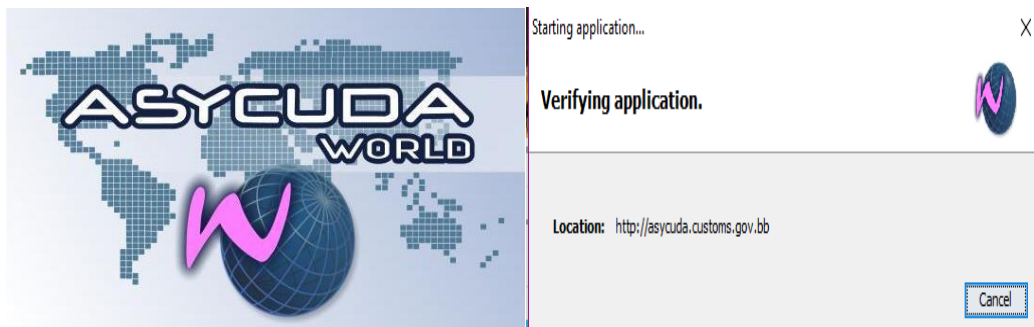 ASYCUDA
WORLD
W
Starting application...
X
Verifying application.
W
Location: http://asycuda.customs.gov.bb
Cancel